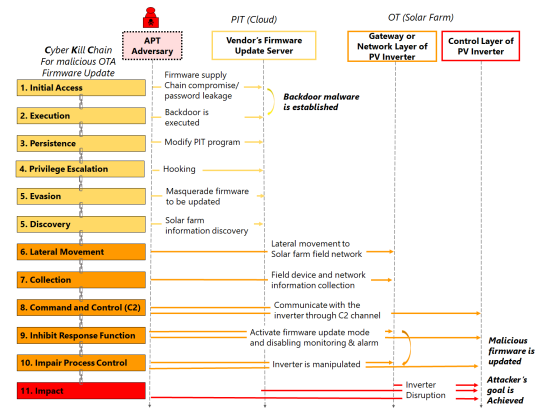 PIT (Cloud)
OT (Solar Farm)
Cyber Kill Chain
For malicious OTA
Firmware Update
APT
Adversary
Vendor's Firmware
Update Server
Gateway or
Network Layer of
PV Inverter
Control Layer of
PV Inverter
1. Initial Access
Firmware supply
Chain compromise/
password leakage
Backdoor malware
is established
2. Execution
Backdoor is
executed
3. Persistence
Modify PIT program
4. Privilege Escalation
Hooking
5. Evasion
Masquerade firmware
to be updated
5. Discovery
Solar farm
information discovery
6. Lateral Movement
Lateral movement to
Solar farm field network
7. Collection
Field device and network
information collection
8. Command and Control (C2)
Communicate with the
inverter through C2 channel
9. Inhibit Response Function
Activate firmware update mode
and disabling monitoring & alarm
Malicious
firmware is
updated
10. Impair Process Control
Inverter is manipulated
11. Impact
Inverter
Disruption
Attacker's
goal is
Achieved